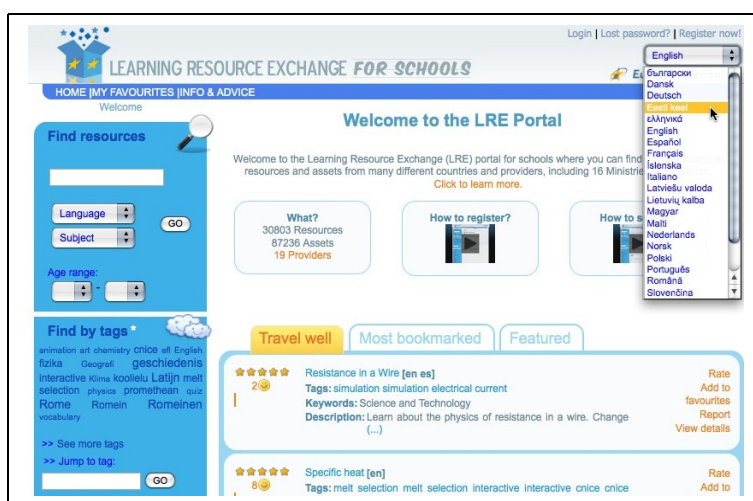 Login | Lost password? | Register now!
English
LEARNING RESOURCE EXCHANGE FOR SCHOOLS
български
Dansk
Deutsch
Eesti keel
ελληνικά
English
Español
Français
Íslenska
Italiano
Latviešu valoda
Lietuvių kalba
Magyar
Malti
Nederlands
Norsk
Polski
Português
Română
Slovenčina
HOME |MY FAVOURITES |INFO & ADVICE
Welcome
Find resources
Language
GO
Subject
Age range:
-
Find by tags *
animation art chemistry cnice efl English
fizika Geografi geschiedenis
interactive Klima koolielu Latijn melt
selection physics promethean quiz
Rome Romein Romeinen
vocabulary
>> See more tags
>> Jump to tag:
GO
Welcome to the LRE Portal
Welcome to the Learning Resource Exchange (LRE) portal for schools where you can find
resources and assets from many different countries and providers, including 16 Ministrie
Click to learn more.
What?
30803 Resources
87236 Assets
19 Providers
How to register?
How to s
Travel well
Most bookmarked
Featured
Resistance in a Wire [en es]
Tags: simulation simulation electrical current
Keywords: Science and Technology
Description: Learn about the physics of resistance in a wire. Change
(...)
2
Rate
Add to
favourites
Report
View details
Specific heat [en]
Tags: melt selection melt selection interactive interactive cnice cnice
8
Rate
Add to